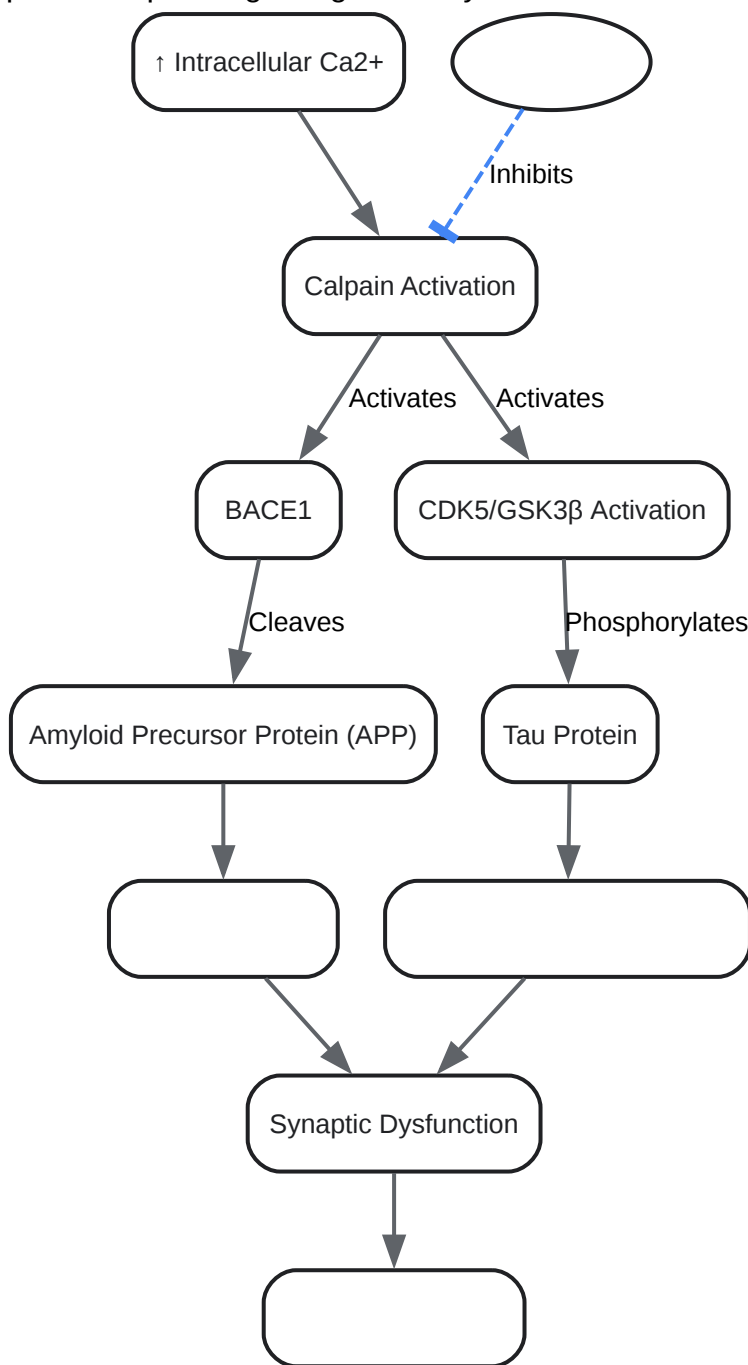 ↑ Intracellular Ca2+
Inhibits
Calpain Activation
Activates
Activates
BACE1
CDK5/GSK3β Activation
Cleaves
Phosphorylates
Amyloid Precursor Protein (APP)
Tau Protein
Synaptic Dysfunction